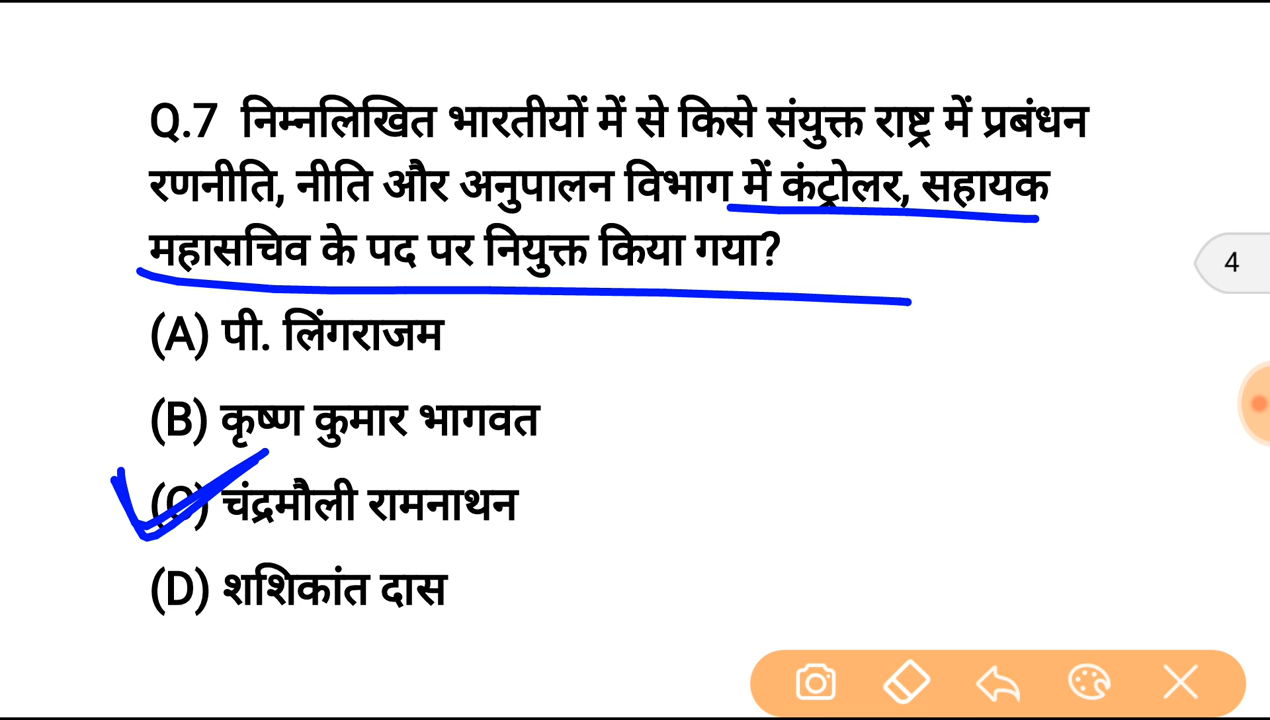 Q.7 निम्नलिखित भारतीयों में से किसे संयुक्त राष्ट्र में प्रबंधन
रणनीति, नीति और अनुपालन विभाग में कंट्रोलर, सहायक
महासचिव के पद पर नियुक्त किया गया?
4
(A) पी. लिंगराजम
(B) कृष्ण कुमार भागवत
(C) चंद्रमौली रामनाथन
(D) शशिकांत दास